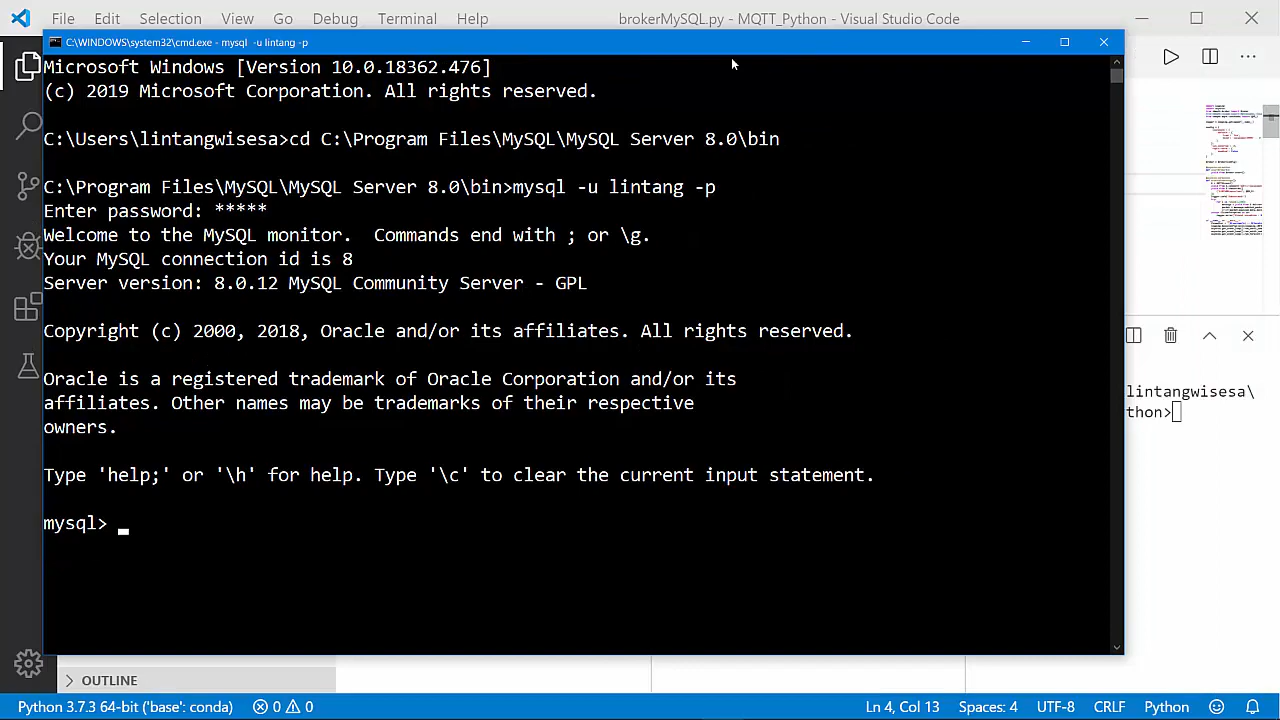 File Edit Selection View Go Debug Terminal Help brokerMySQL.py - MQTT_Python - Visual Studio Code
C:\WINDOWS\system32\cmd.exe - mysql -u lintang -p
Microsoft Windows [Version 10.0.18362.476]
(c) 2019 Microsoft Corporation. All rights reserved.
C:\Users\lintangwisesa>cd C:\Program Files\MySQL\MySQL Server 8.0\bin
C:\Program Files\MySQL\MySQL Server 8.0\bin>mysql -u lintang -p
Enter password: *****
Welcome to the MySQL monitor.  Commands end with ; or \g.
Your MySQL connection id is 8
Server version: 8.0.12 MySQL Community Server - GPL
Copyright (c) 2000, 2018, Oracle and/or its affiliates. All rights reserved.
Oracle is a registered trademark of Oracle Corporation and/or its
affiliates. Other names may be trademarks of their respective
owners.
Type 'help;' or '\h' for help. Type '\c' to clear the current input statement.
mysql>
lintangwisesa\
thon>
OUTLINE
Python 3.7.3 64-bit ('base': conda) 0 0 Ln 4, Col 13 Spaces: 4 UTF-8 CRLF Python